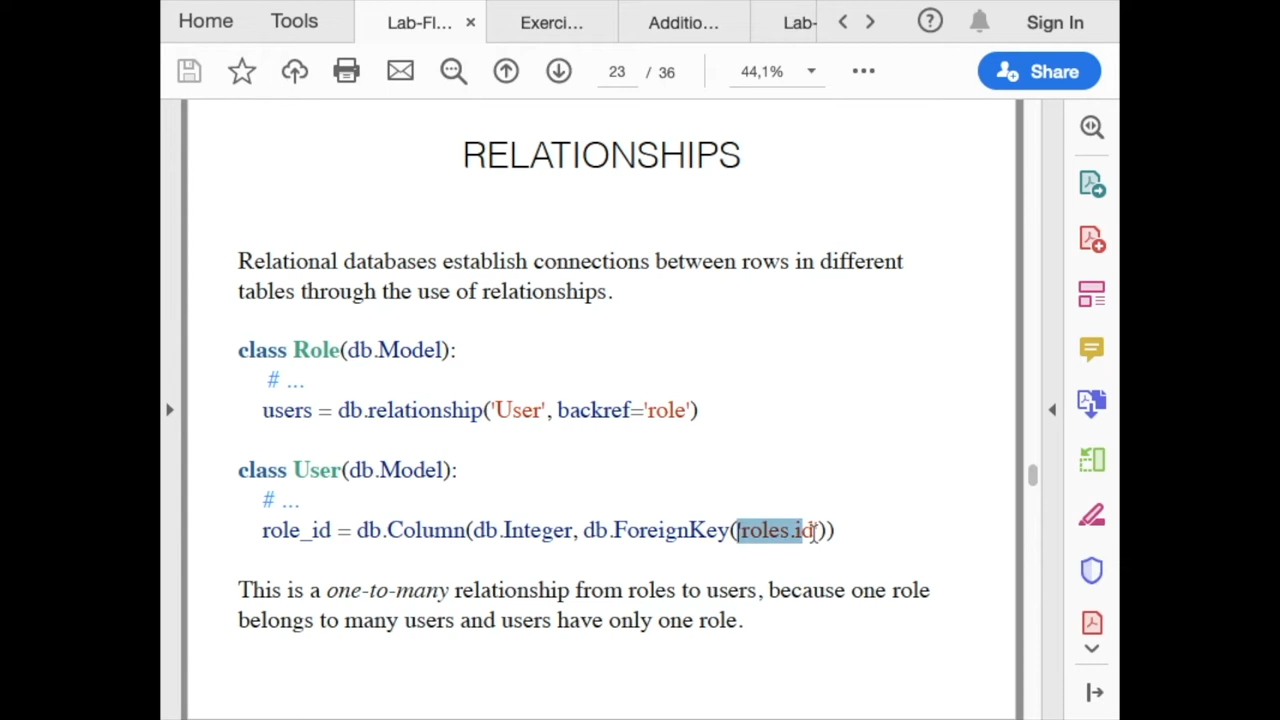 Home
Tools
Lab-Fl... ×
Exerci...
Additio...
Lab-
Sign In
23 / 36
44,1%
Share
RELATIONSHIPS
Relational databases establish connections between rows in different
tables through the use of relationships.
class Role(db.Model):
# ...
users = db.relationship('User', backref='role')
class User(db.Model):
# ...
role_id = db.Column(db.Integer, db.ForeignKey('roles.id'))
This is a one-to-many relationship from roles to users, because one role
belongs to many users and users have only one role.